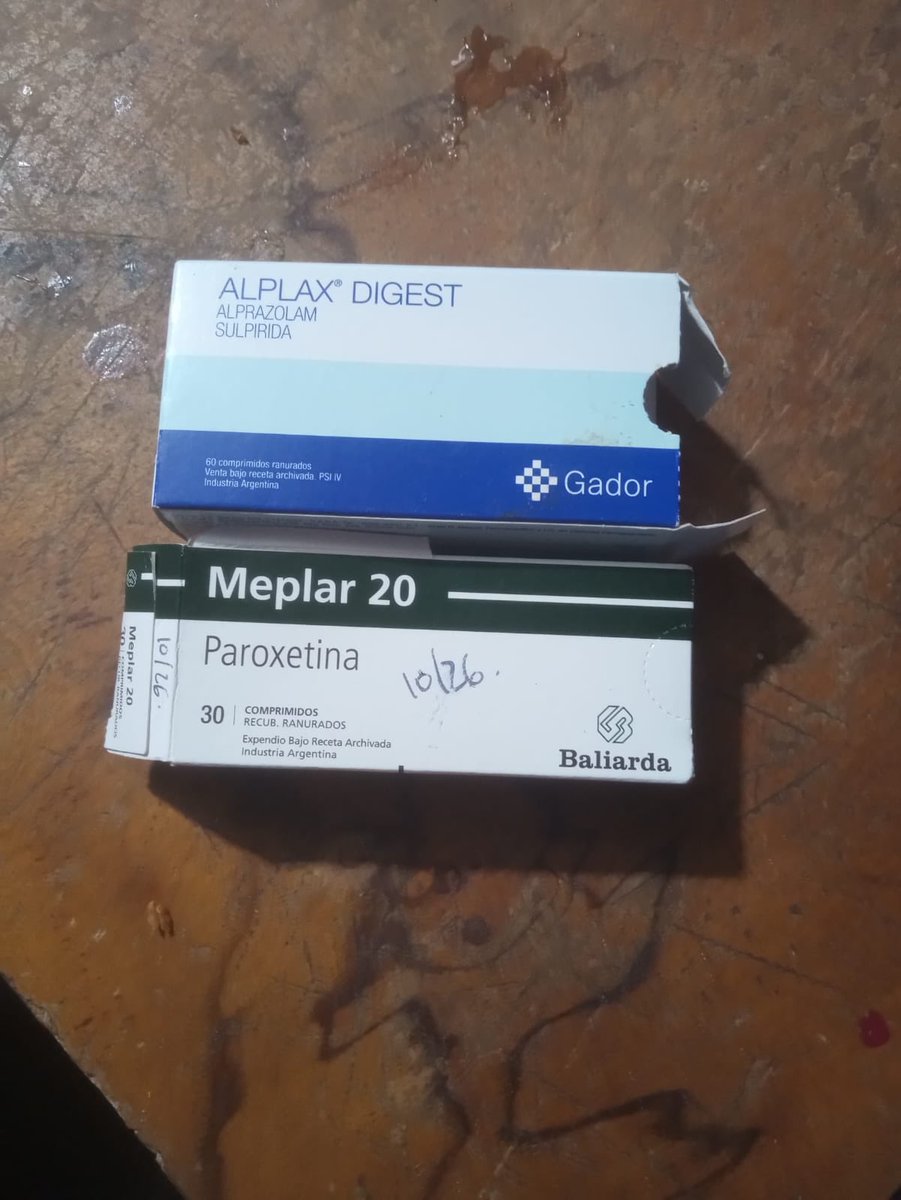 ALPLAX® DIGEST
ALPRAZOLAM
SULPIRIDA
60 comprimidos ranurados
Venta bajo receta archivada. PSI IV
Industria Argentina
Gador
Meplar 20
Paroxetina
10/26.
30 COMPRIMIDOS
RECUB. RANURADOS
Expendio Bajo Receta Archivada
Industria Argentina
Baliarda
Meplar 20
10/26.